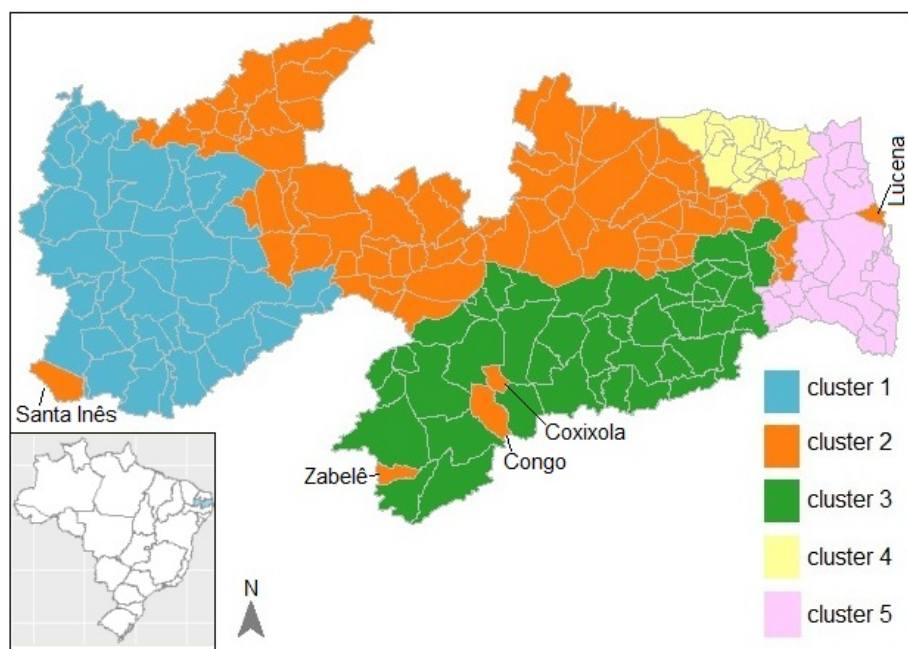 Lucena
cluster 1
Santa Inês
cluster 2
Coxixola
Congo
Zabelê
cluster 3
cluster 4
N
cluster 5